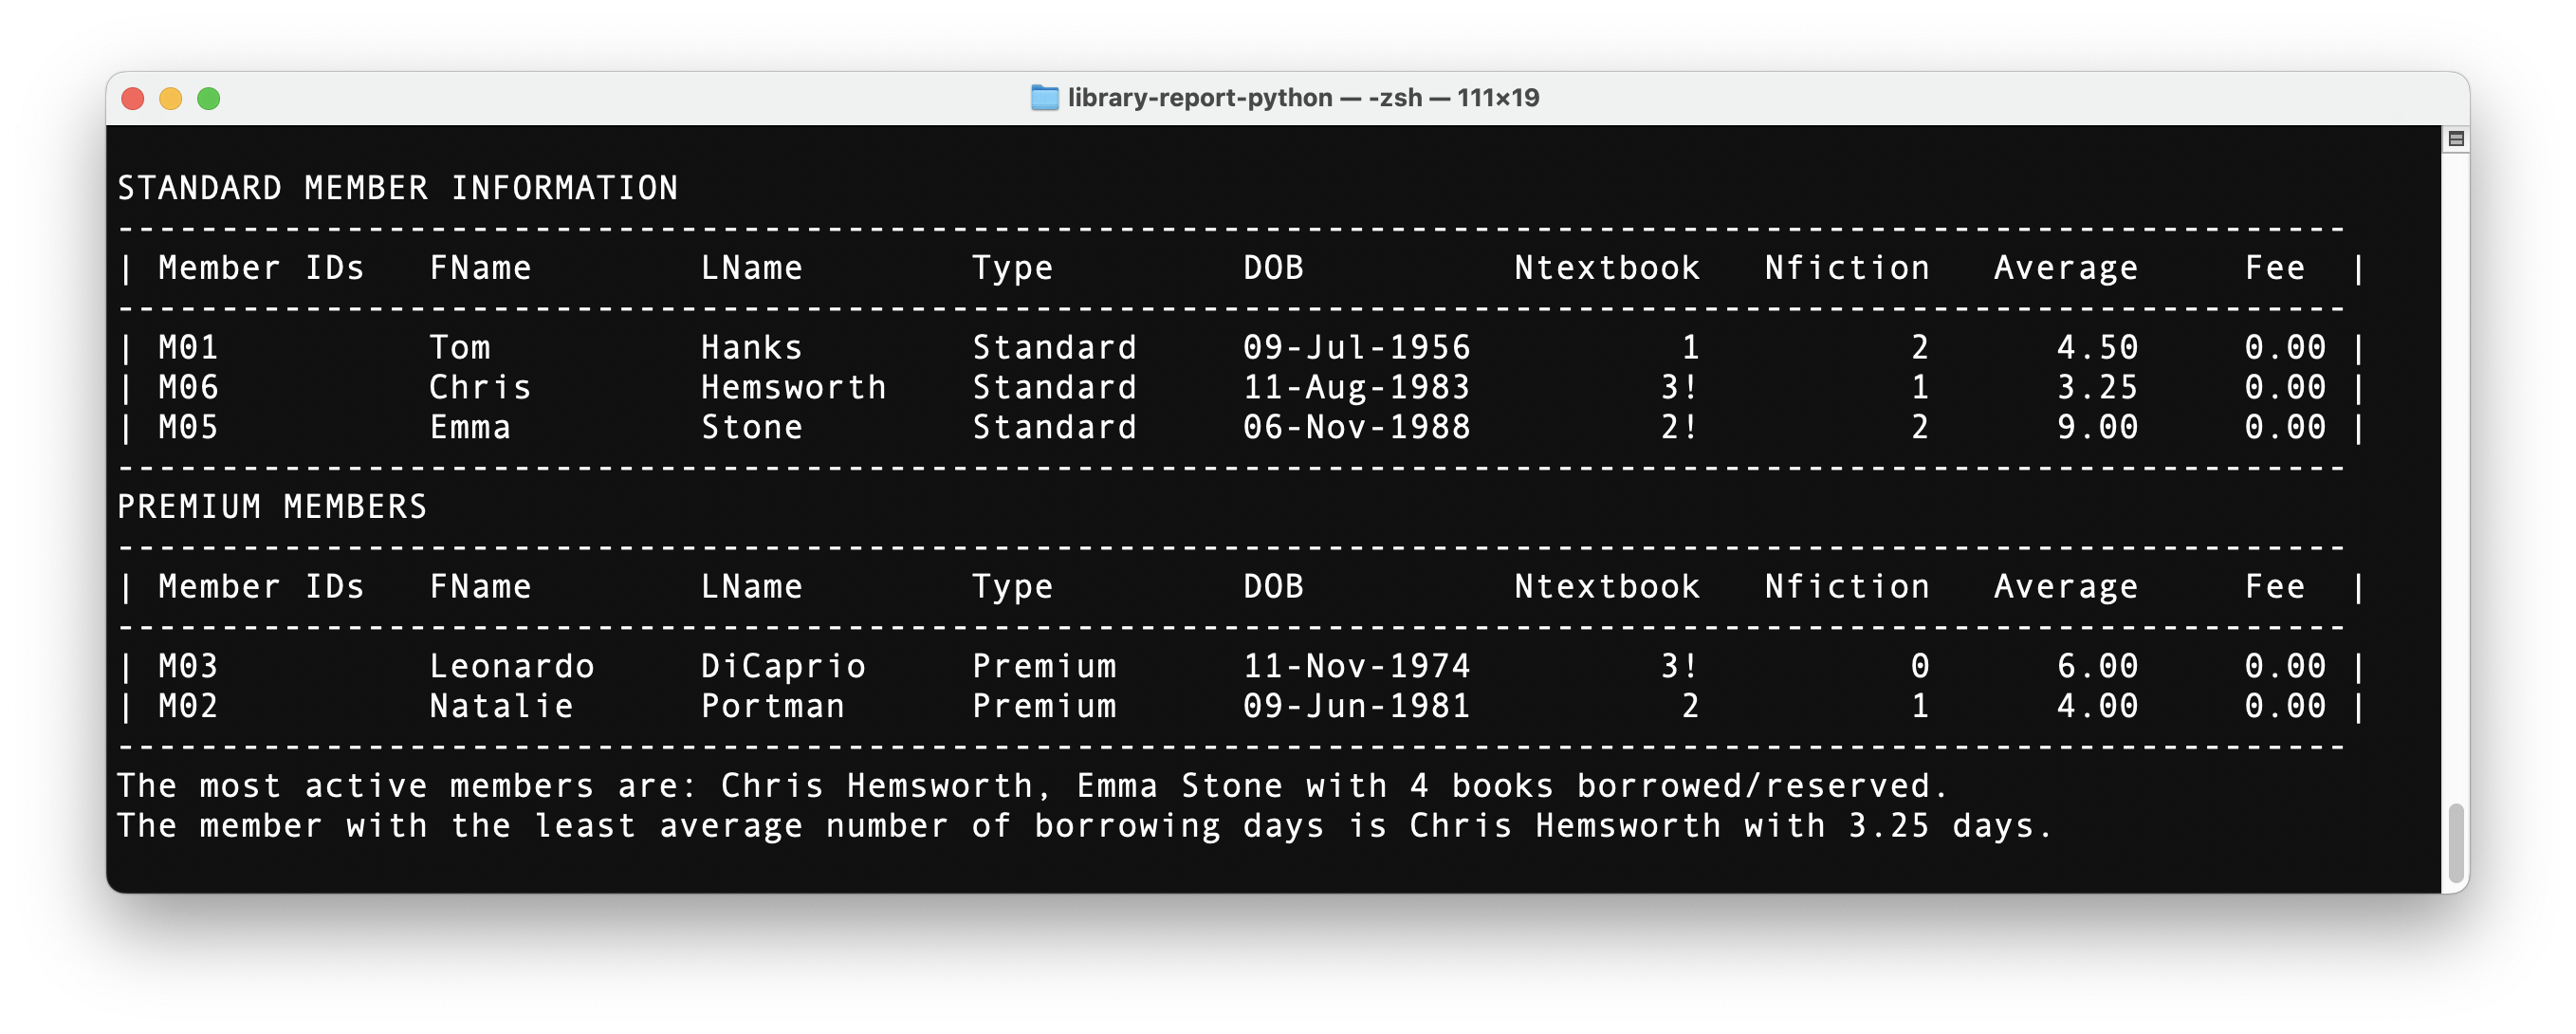 library-report-python — -zsh — 111×19
STANDARD MEMBER INFORMATION
-----------------------------------------------------------------------------------------------------------
| Member IDs   FName        LName        Type         DOB          Ntextbook   Nfiction   Average     Fee  |
-----------------------------------------------------------------------------------------------------------
| M01          Tom          Hanks        Standard     09-Jul-1956          1          2      4.50     0.00 |
| M06          Chris        Hemsworth    Standard     11-Aug-1983         3!          1      3.25     0.00 |
| M05          Emma         Stone        Standard     06-Nov-1988         2!          2      9.00     0.00 |
-----------------------------------------------------------------------------------------------------------
PREMIUM MEMBERS
-----------------------------------------------------------------------------------------------------------
| Member IDs   FName        LName        Type         DOB          Ntextbook   Nfiction   Average     Fee  |
-----------------------------------------------------------------------------------------------------------
| M03          Leonardo     DiCaprio     Premium      11-Nov-1974         3!          0      6.00     0.00 |
| M02          Natalie      Portman      Premium      09-Jun-1981          2          1      4.00     0.00 |
-----------------------------------------------------------------------------------------------------------
The most active members are: Chris Hemsworth, Emma Stone with 4 books borrowed/reserved.
The member with the least average number of borrowing days is Chris Hemsworth with 3.25 days.